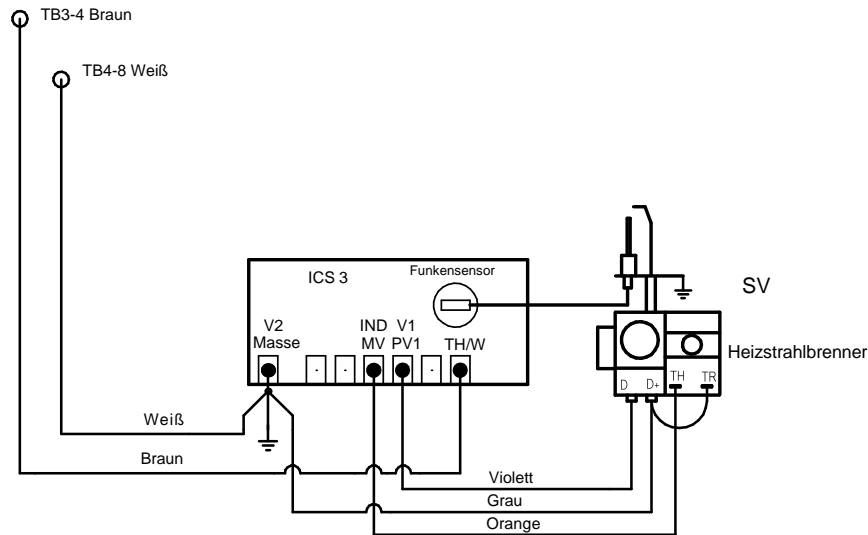 TB3-4 Braun
TB4-8 Weiß
ICS 3
Funkensensor
V2
Masse
IND
MV
V1
PV1
TH/W
SV
Heizstrahlbrenner
D
D+
TH
TR
Weiß
Braun
Violett
Grau
Orange